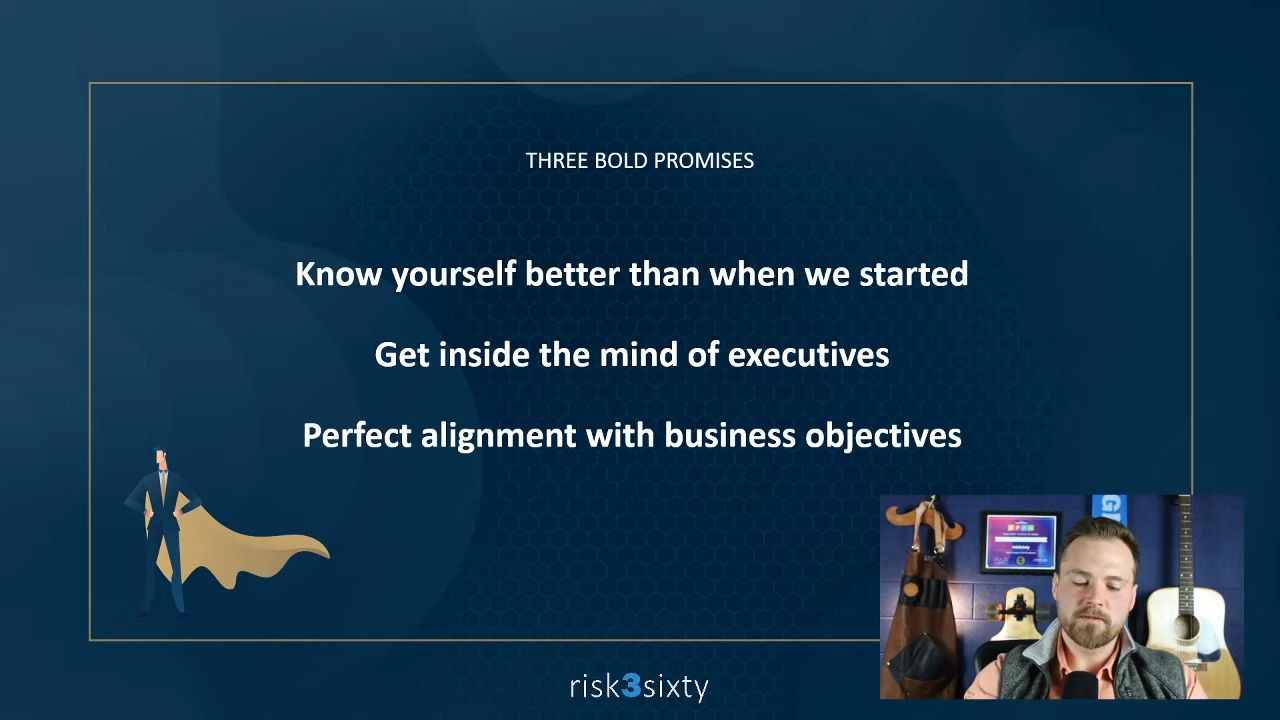 THREE BOLD PROMISES
Know yourself better than when we started
Get inside the mind of executives
Perfect alignment with business objectives
risk3sixty